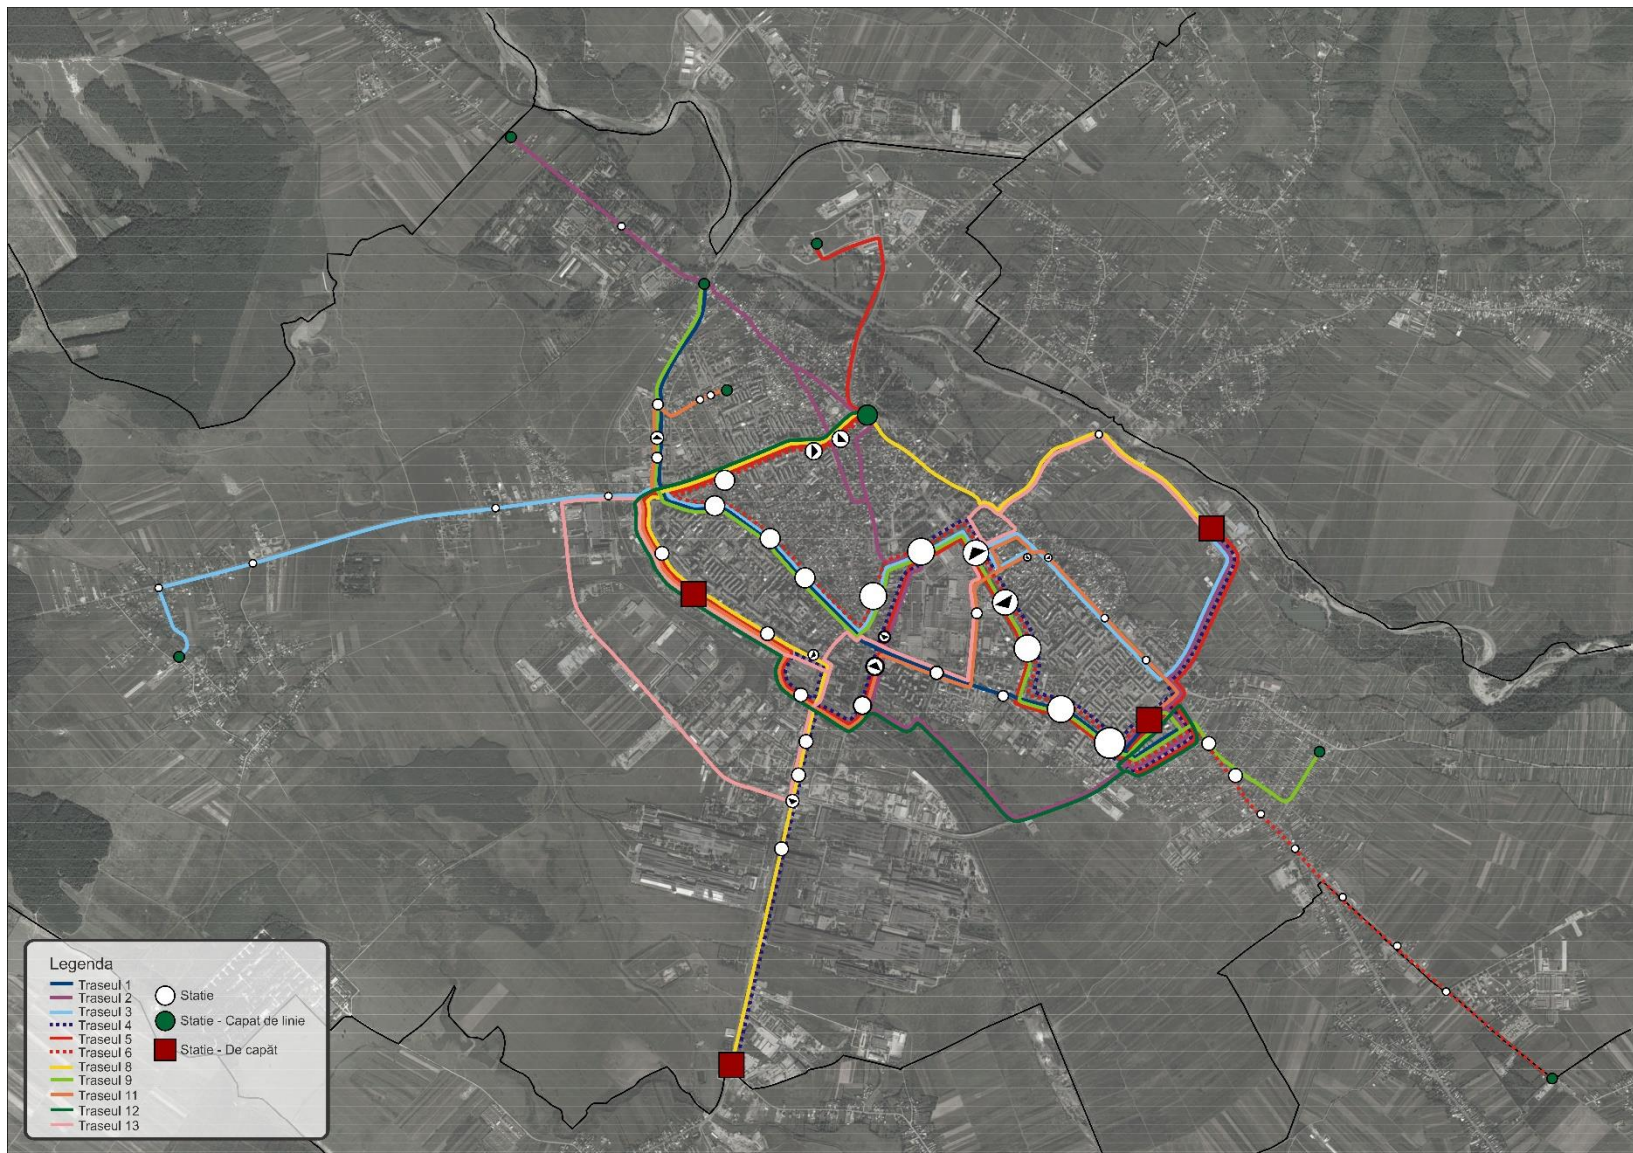 Legenda
Traseul 1
Traseul 2
Traseul 3
Traseul 4
Traseul 5
Traseul 6
Traseul 8
Traseul 9
Traseul 11
Traseul 12
Traseul 13
Statie
Statie - Capat de linie
Statie - De capăt